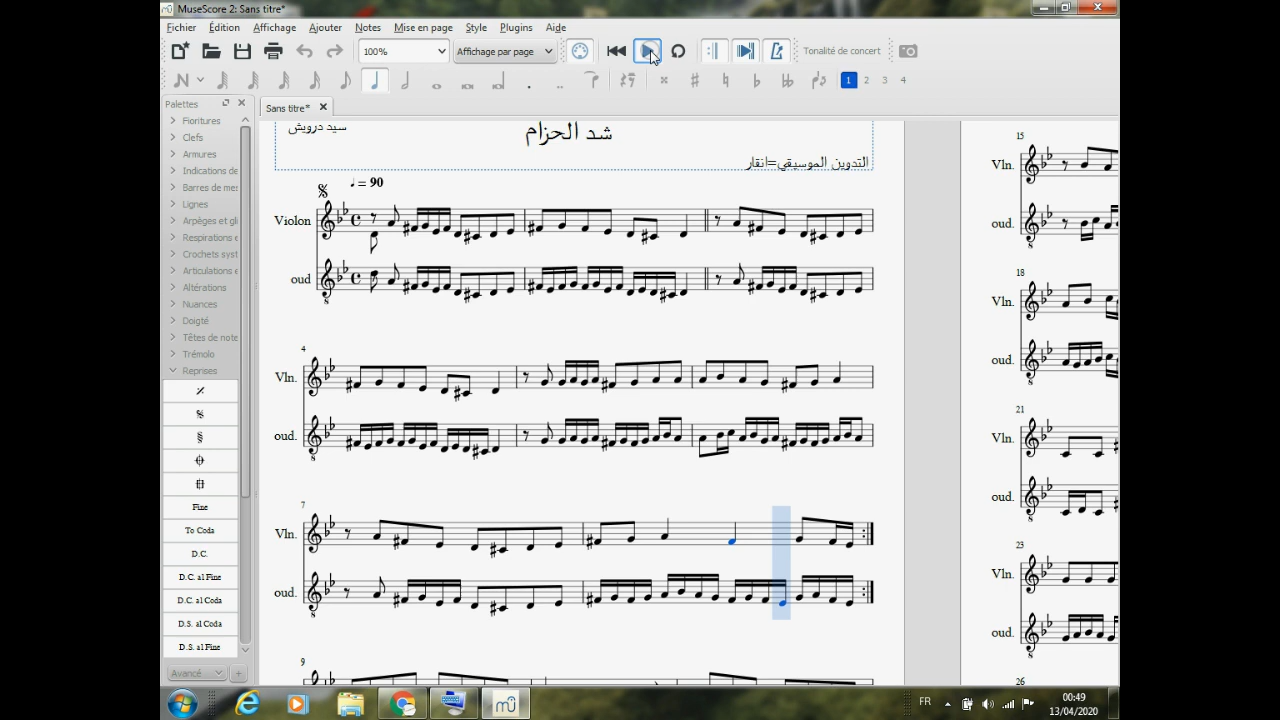 MuseScore 2: Sans titre*
Fichier Édition Affichage Ajouter Notes Mise en page Style Plugins Aide
100% Affichage par page Tonalité de concert
1 2 3 4
Palettes
Sans titre*
Fioritures
Clefs
Armures
Indications de
Barres de mes
Lignes
Arpèges et gl
Respirations e
Crochets syst
Articulations e
Altérations
Nuances
Doigté
Têtes de note
Trémolo
Reprises
Fine
To Coda
D.C.
D.C. al Fine
D.C. al Coda
D.S. al Coda
D.S. al Fine
Avancé
شد الحزام
سيد درويش
التدوين الموسيقي=انقار
= 90
Violon
oud
4
Vln.
oud.
7
Vln.
oud.
9
15
Vln.
oud.
18
Vln.
oud.
21
Vln.
oud.
23
Vln.
oud.
26
FR
00:49
13/04/2020